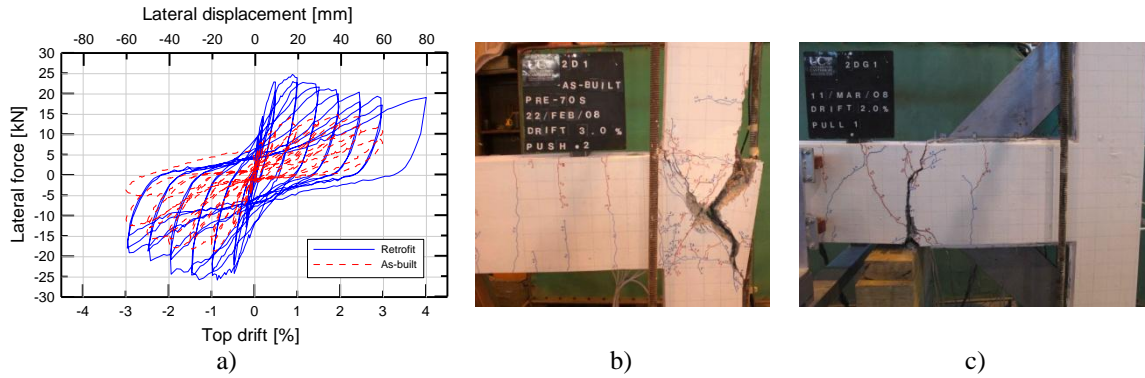 Lateral displacement [mm]
-80 -60 -40 -20 0 20 40 60 80
30
25
20
15
10
5
0
-5
-10
-15
-20
-25
-30
Lateral force [kN]
Retrofit
As-built
-4 -3 -2 -1 0 1 2 3 4
Top drift [%]
a)
2D1
AS-BUILT
PRE-70S
22/FEB/08
DRIFT 3.0%
PUSH 2
b)
UC 2DG1
11/MAR/08
DRIFT 2.0%
PULL 1
c)